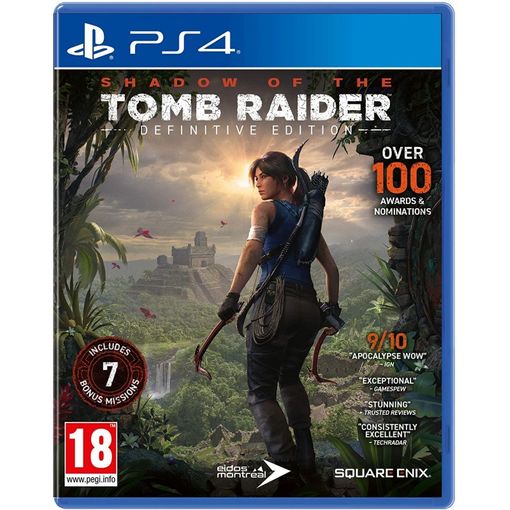 PS4
SHADOW OF THE
TOMB RAIDER
DEFINITIVE EDITION
OVER
100
AWARDS &
NOMINATIONS
9/10
"APOCALYPSE WOW"
– IGN
"EXCEPTIONAL"
– GAMESPEW
"STUNNING"
– TRUSTED REVIEWS
"CONSISTENTLY
EXCELLENT"
– TECHRADAR
INCLUDES
7
BONUS MISSIONS
18
www.pegi.info
PEGI
eidos
montréal
SQUARE ENIX